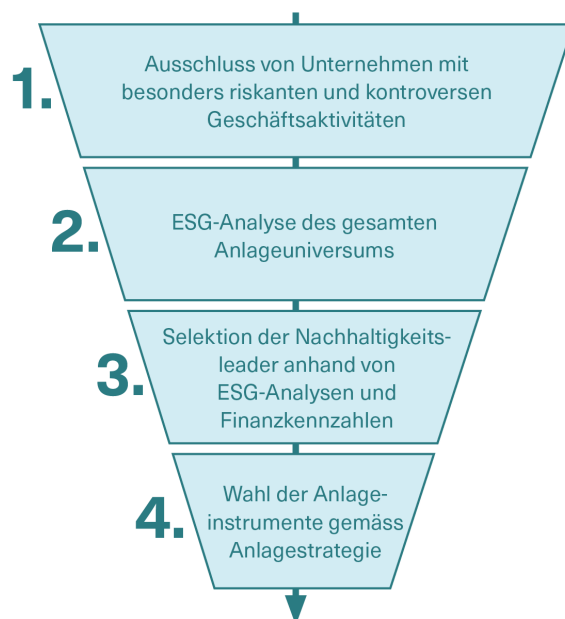 1.
Ausschluss von Unternehmen mit
besonders riskanten und kontroversen
Geschäftsaktivitäten
2.
ESG-Analyse des gesamten
Anlageuniversums
3.
Selektion der Nachhaltigkeits-
leader anhand von
ESG-Analysen und
Finanzkennzahlen
4.
Wahl der Anlage-
instrumente gemäss
Anlagestrategie